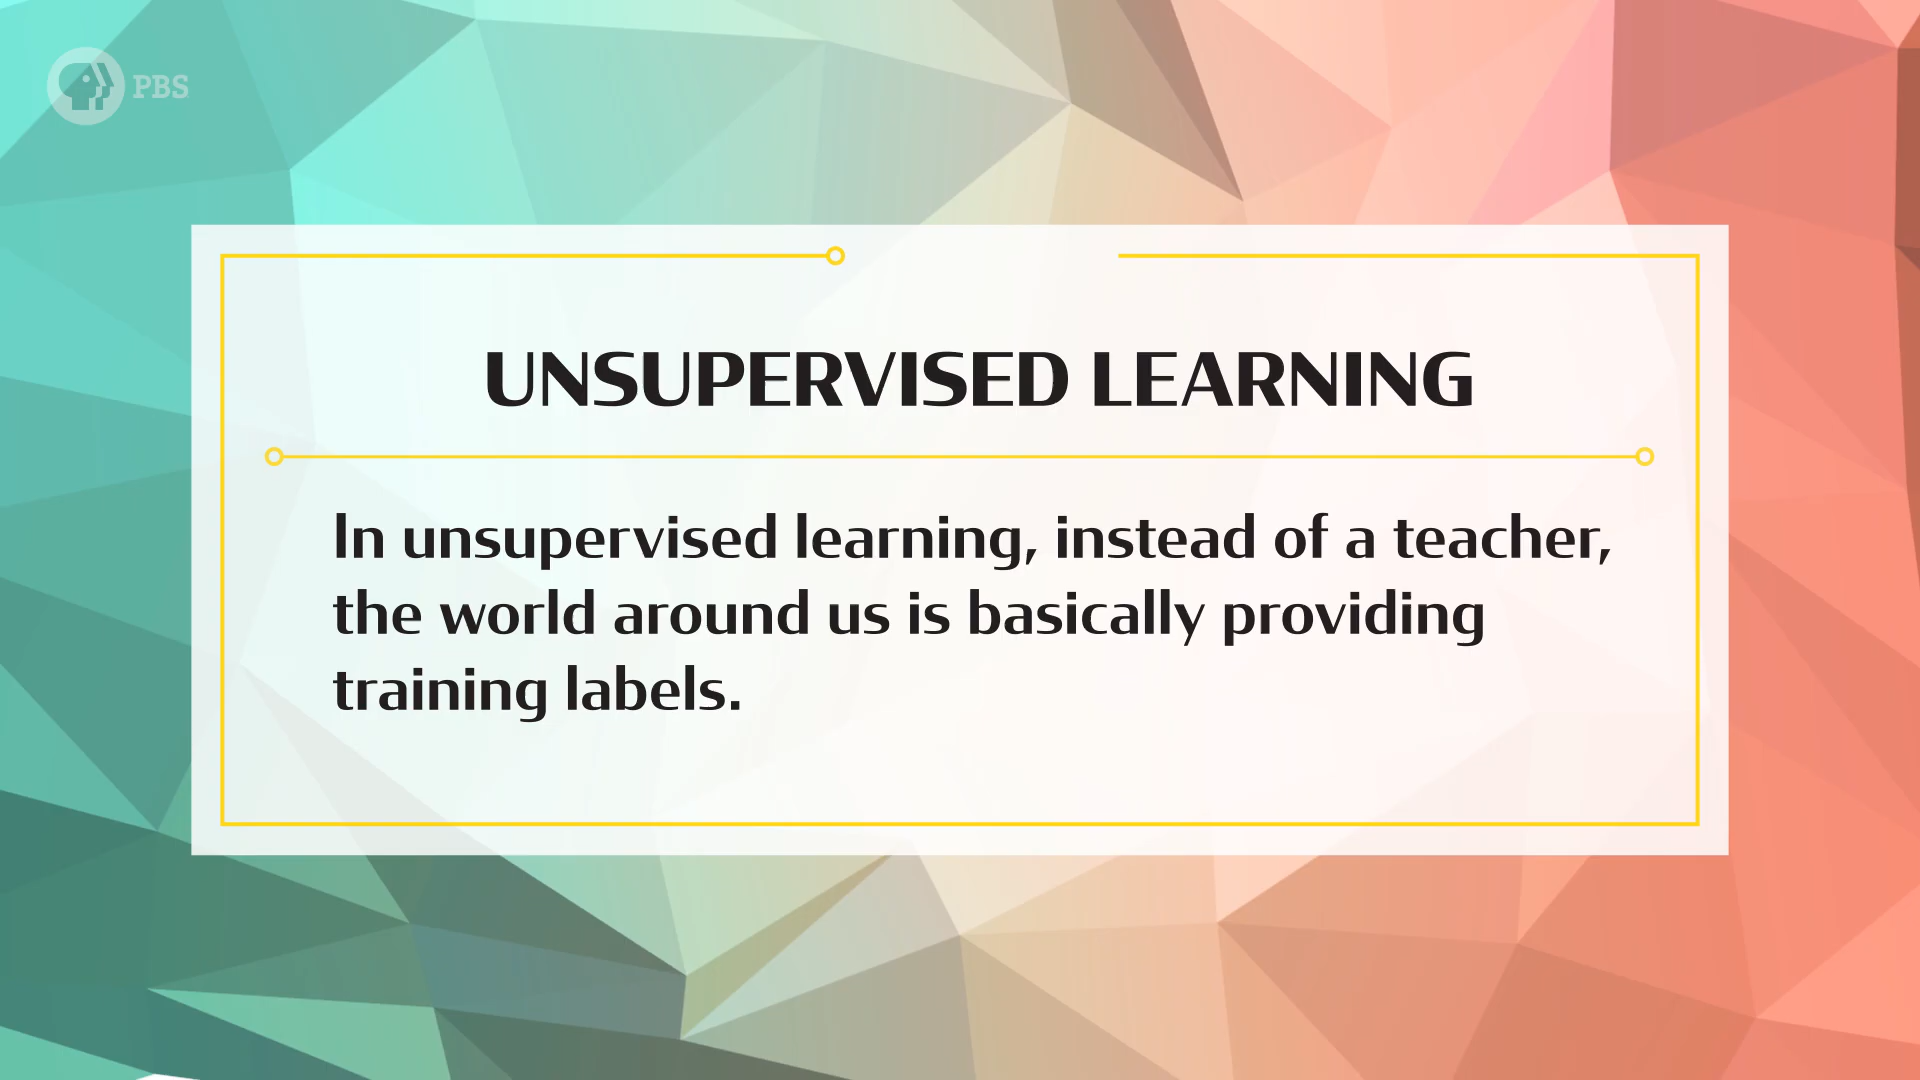 PBS
UNSUPERVISED LEARNING
In unsupervised learning, instead of a teacher,
the world around us is basically providing
training labels.